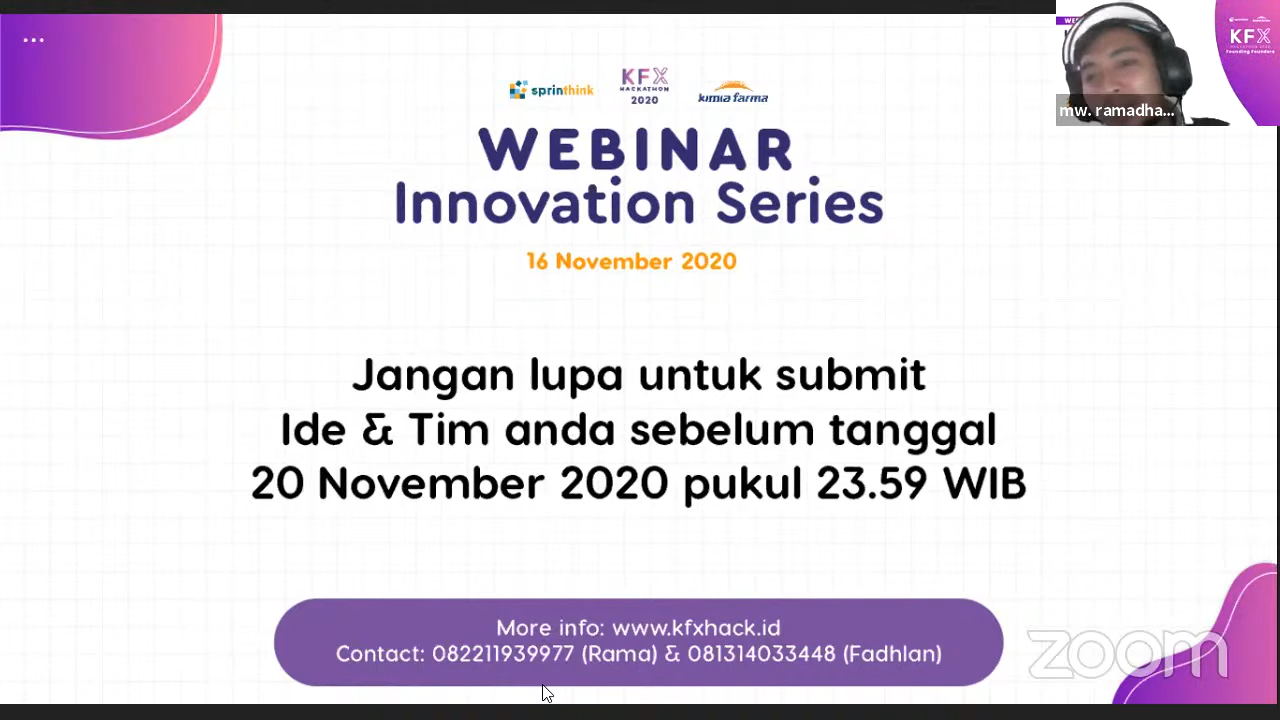 sprinthink
KFX
HACKATHON
2020
kimia farma
WEBINAR
Innovation Series
16 November 2020
Jangan lupa untuk submit
Ide & Tim anda sebelum tanggal
20 November 2020 pukul 23.59 WIB
More info: www.kfxhack.id
Contact: 082211939977 (Rama) & 081314033448 (Fadhlan)
mw. ramadha...
KFX
Founding Founders
zoom